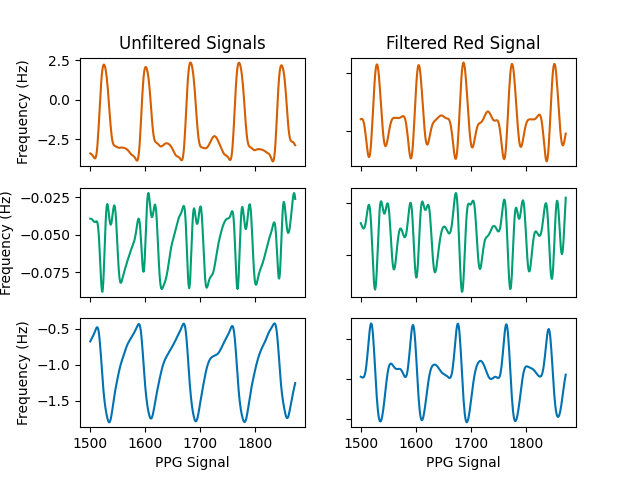 Unfiltered Signals
Filtered Red Signal
Frequency (Hz)
2.5
0.0
−2.5
Frequency (Hz)
−0.025
−0.050
−0.075
Frequency (Hz)
−0.5
−1.0
−1.5
1500 1600 1700 1800
1500 1600 1700 1800
PPG Signal
PPG Signal